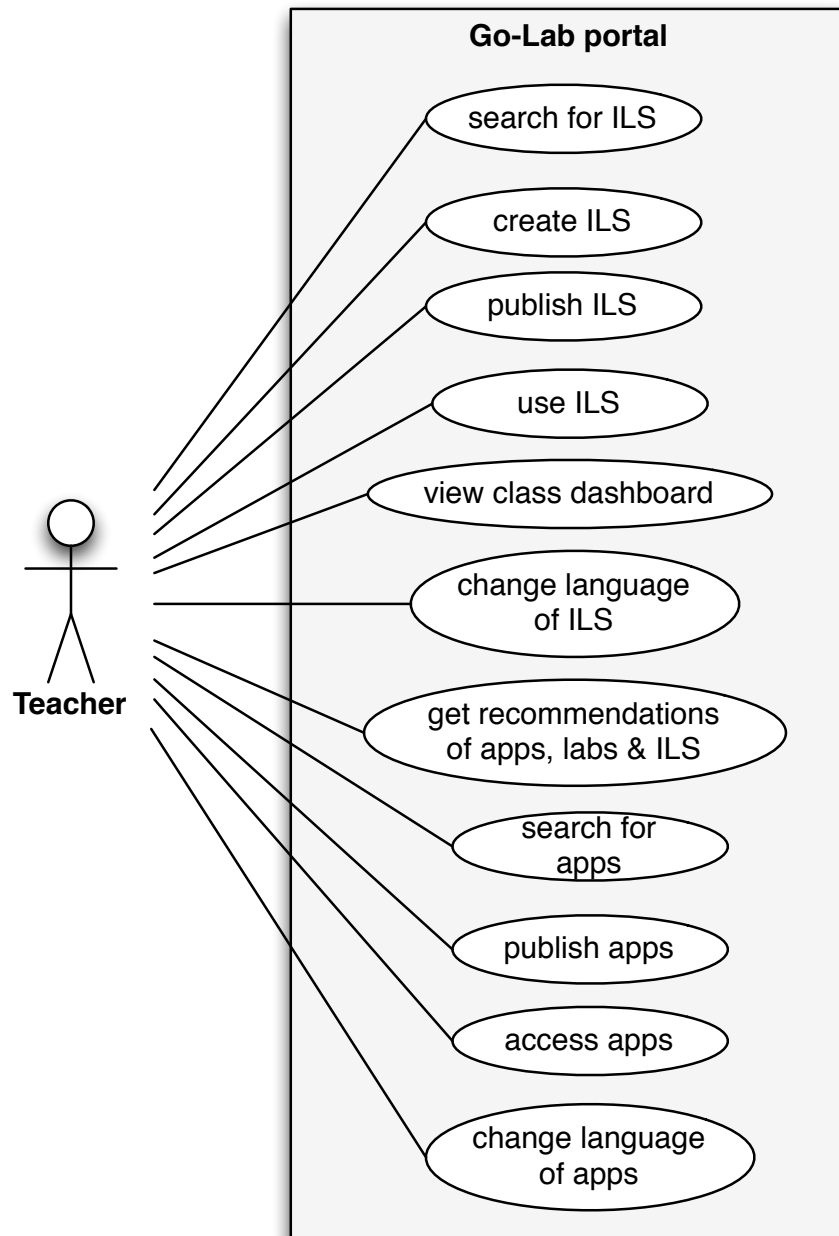 Go-Lab portal
search for ILS
create ILS
publish ILS
use ILS
view class dashboard
change language
of ILS
Teacher
get recommendations
of apps, labs & ILS
search for
apps
publish apps
access apps
change language
of apps